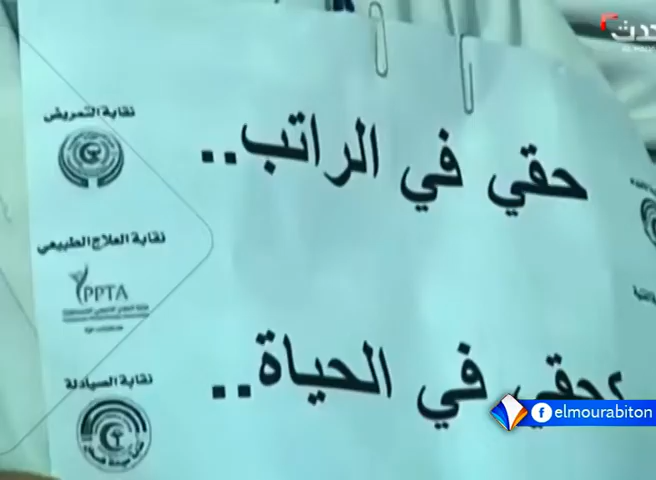 نقابة التمريض
حقي في الراتب..
نقابة العلاج الطبيعي
PPTA
نقابة الصيادلة
حقي في الحياة..
elmourabiton